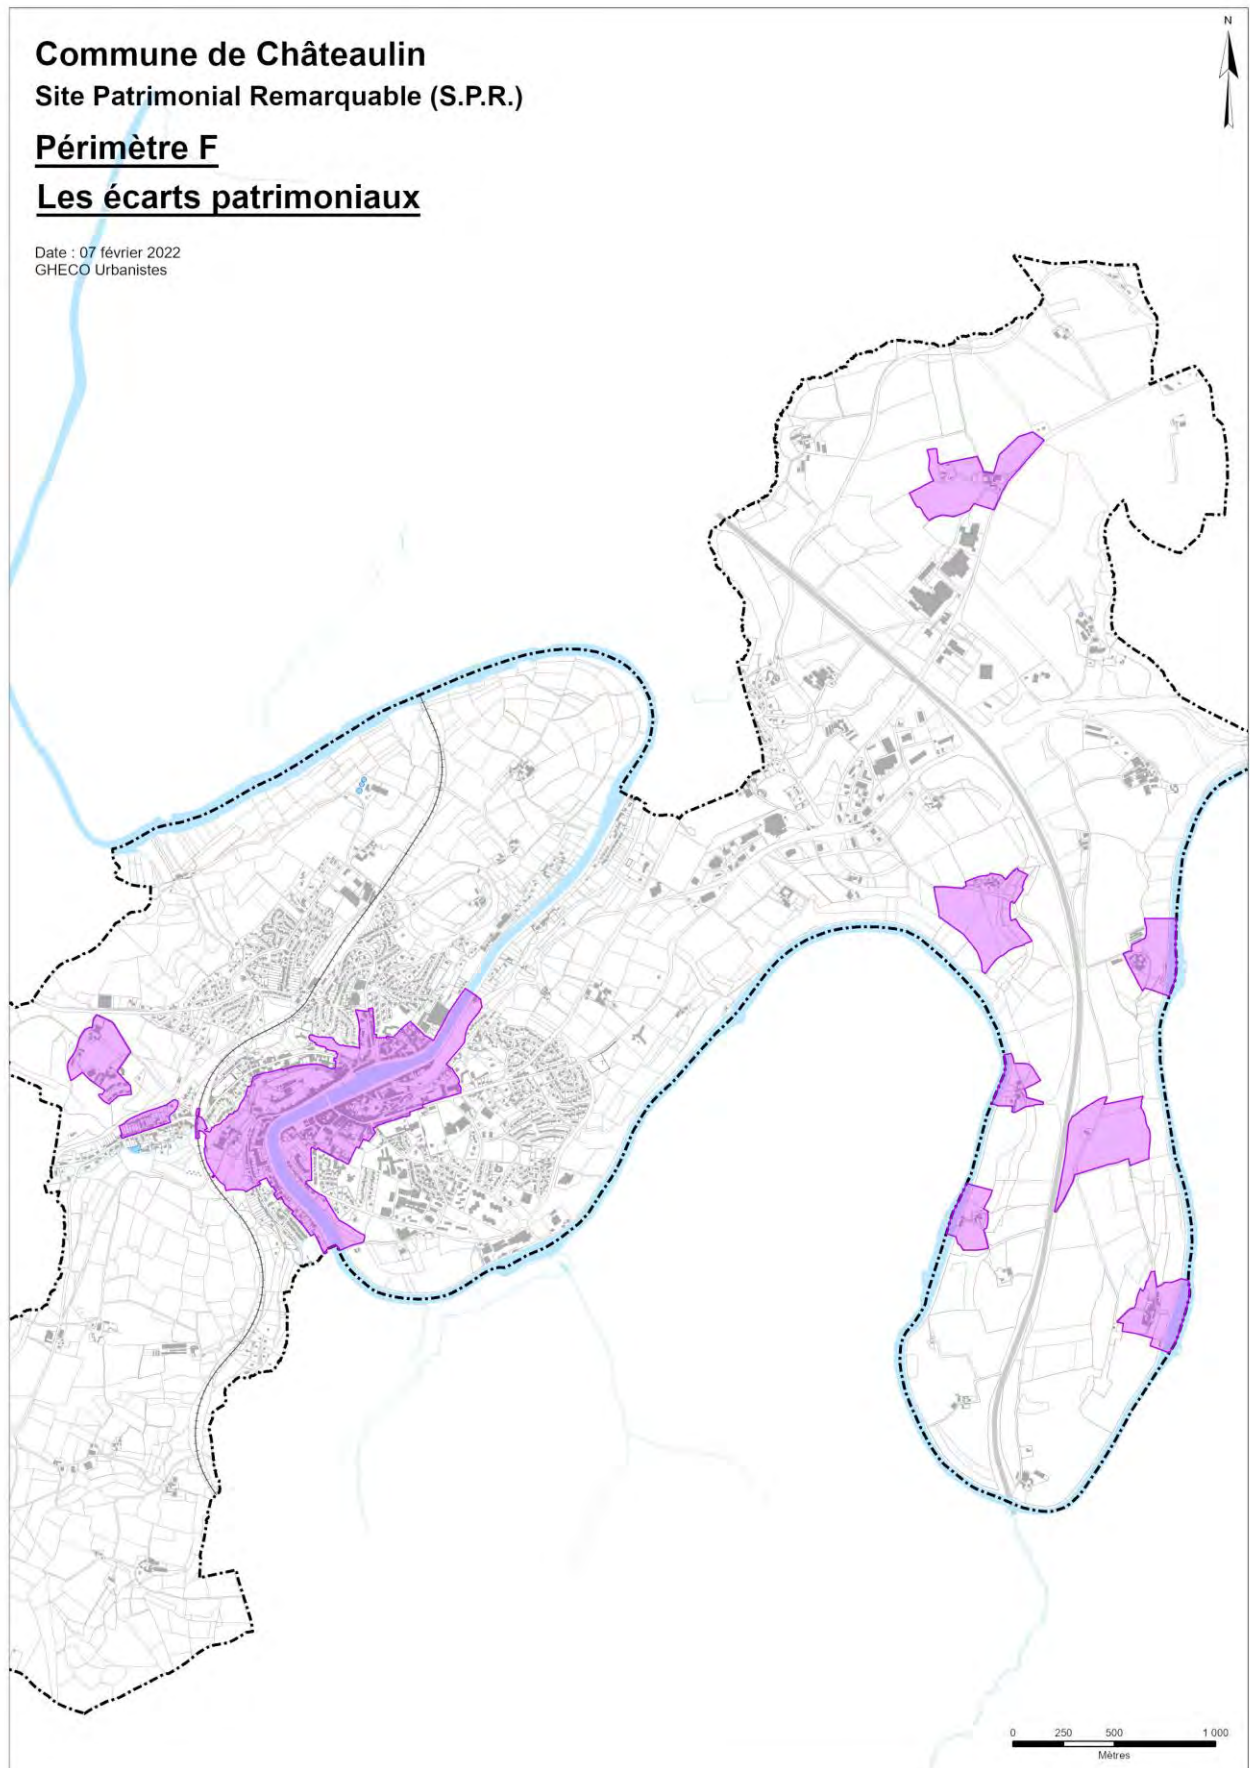 Commune de Châteaulin
Site Patrimonial Remarquable (S.P.R.)
Périmètre F
Les écarts patrimoniaux
Date : 07 février 2022
GHECO Urbanistes
N
0 250 500 1 000
Mètres